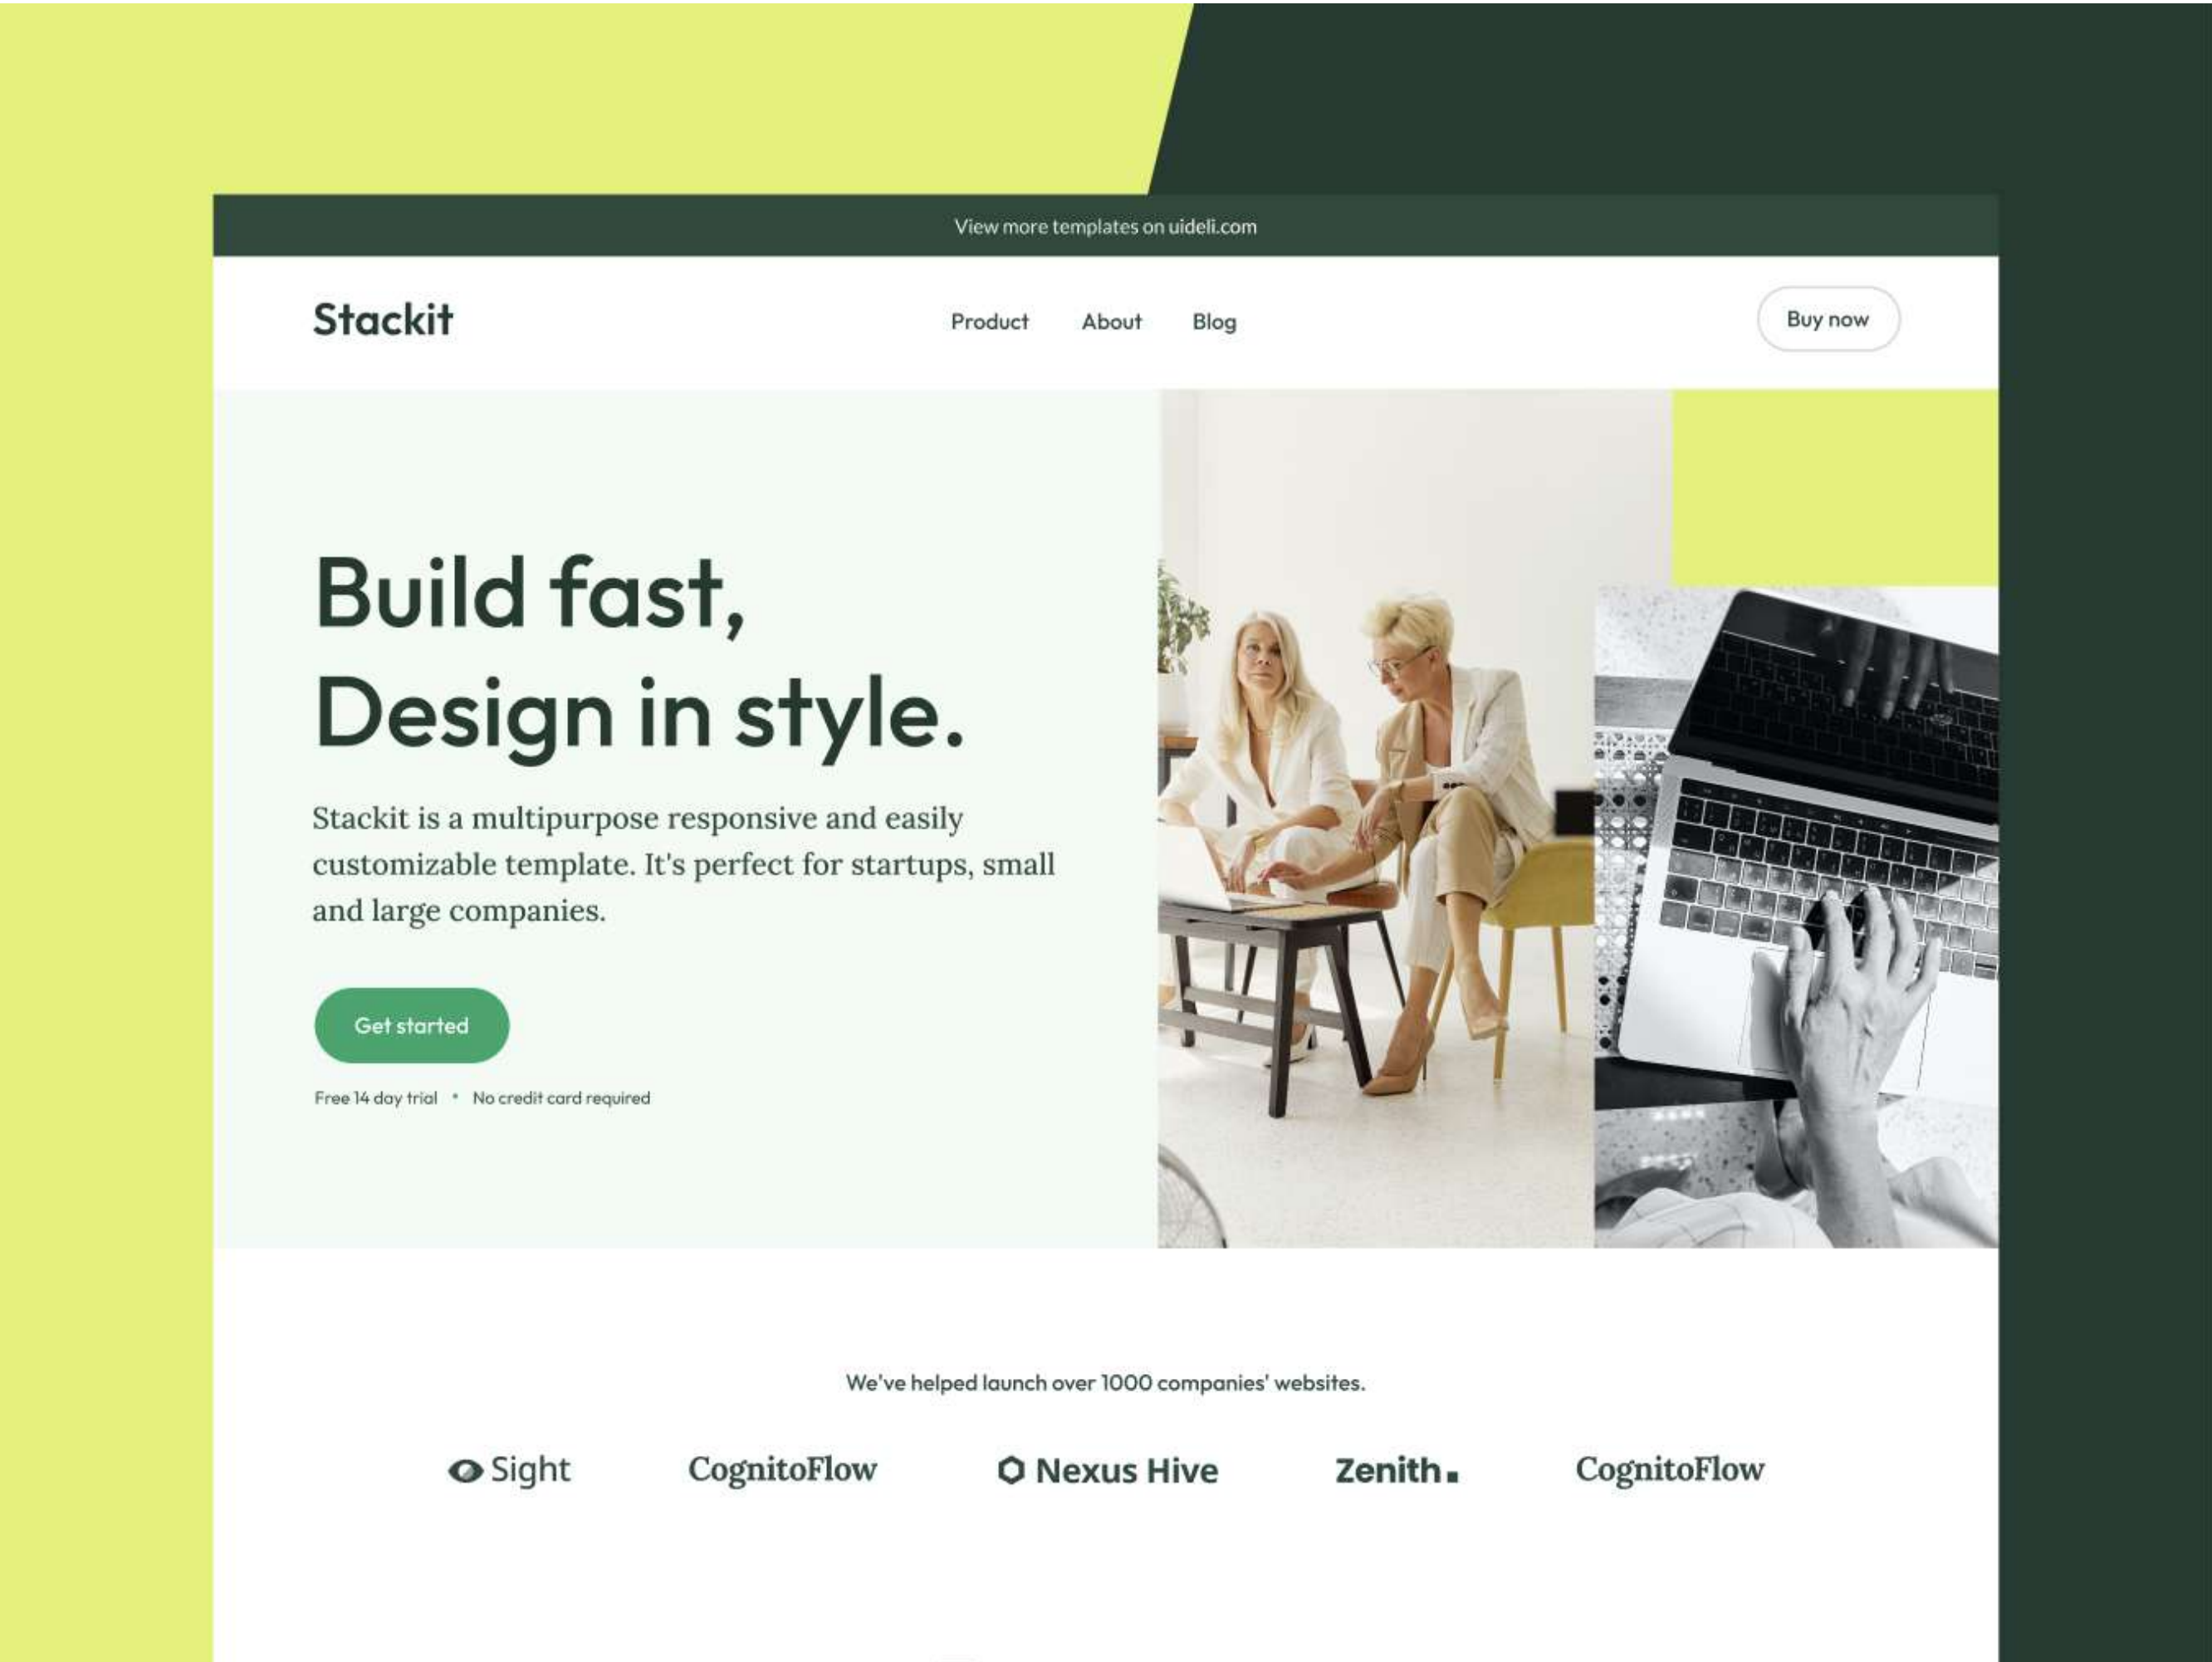 View more templates on uideli.com
Stackit
Product About Blog
Buy now
Build fast,
Design in style.
Stackit is a multipurpose responsive and easily
customizable template. It's perfect for startups, small
and large companies.
Get started
Free 14 day trial • No credit card required
We've helped launch over 1000 companies' websites.
Sight CognitoFlow Nexus Hive Zenith. CognitoFlow